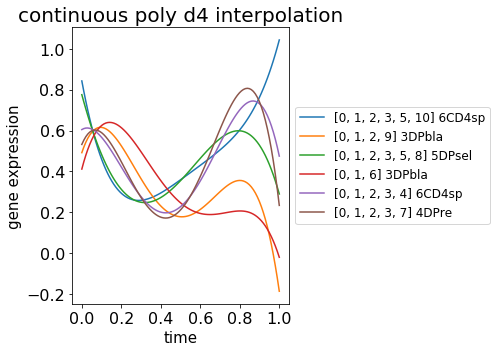 continuous poly d4 interpolation
gene expression
1.0
0.8
0.6
0.4
0.2
0.0
−0.2
0.0 0.2 0.4 0.6 0.8 1.0
time
[0, 1, 2, 3, 5, 10] 6CD4sp
[0, 1, 2, 9] 3DPbla
[0, 1, 2, 3, 5, 8] 5DPsel
[0, 1, 6] 3DPbla
[0, 1, 2, 3, 4] 6CD4sp
[0, 1, 2, 3, 7] 4DPre